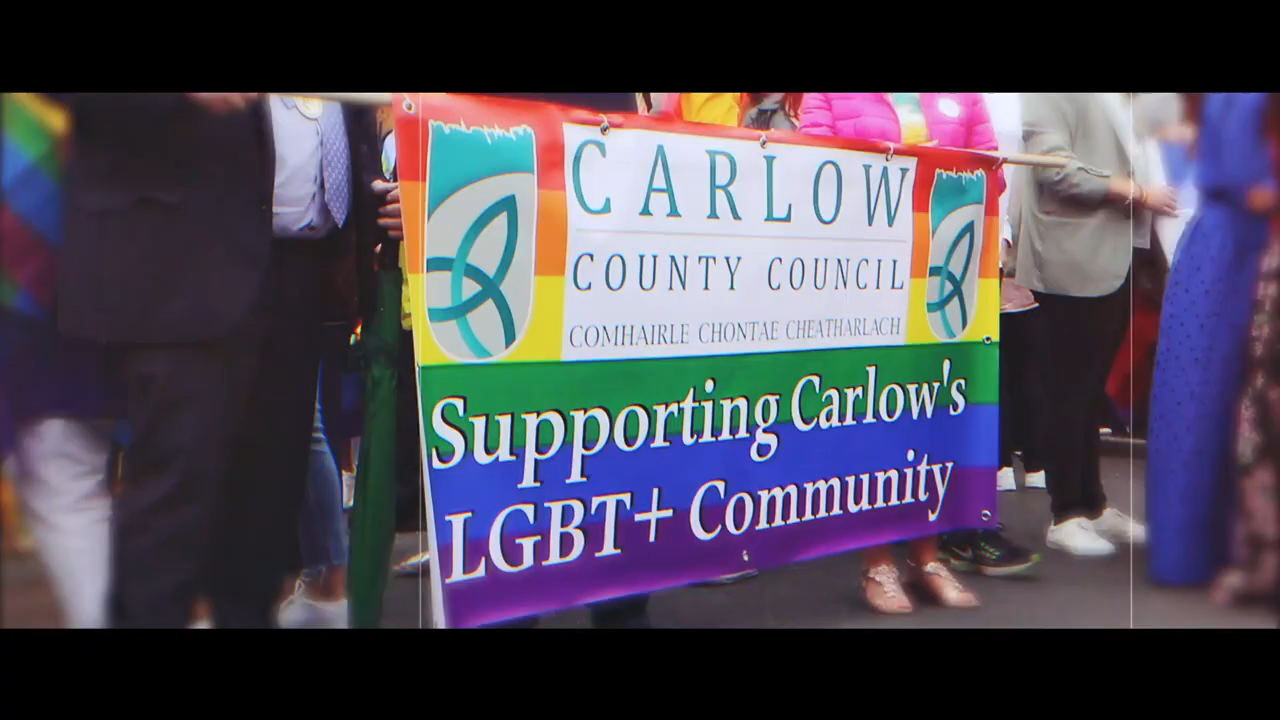 CARLOW
COUNTY COUNCIL
COMHAIRLE CHONTAE CHEATHARLACH
Supporting Carlow's
LGBT+ Community